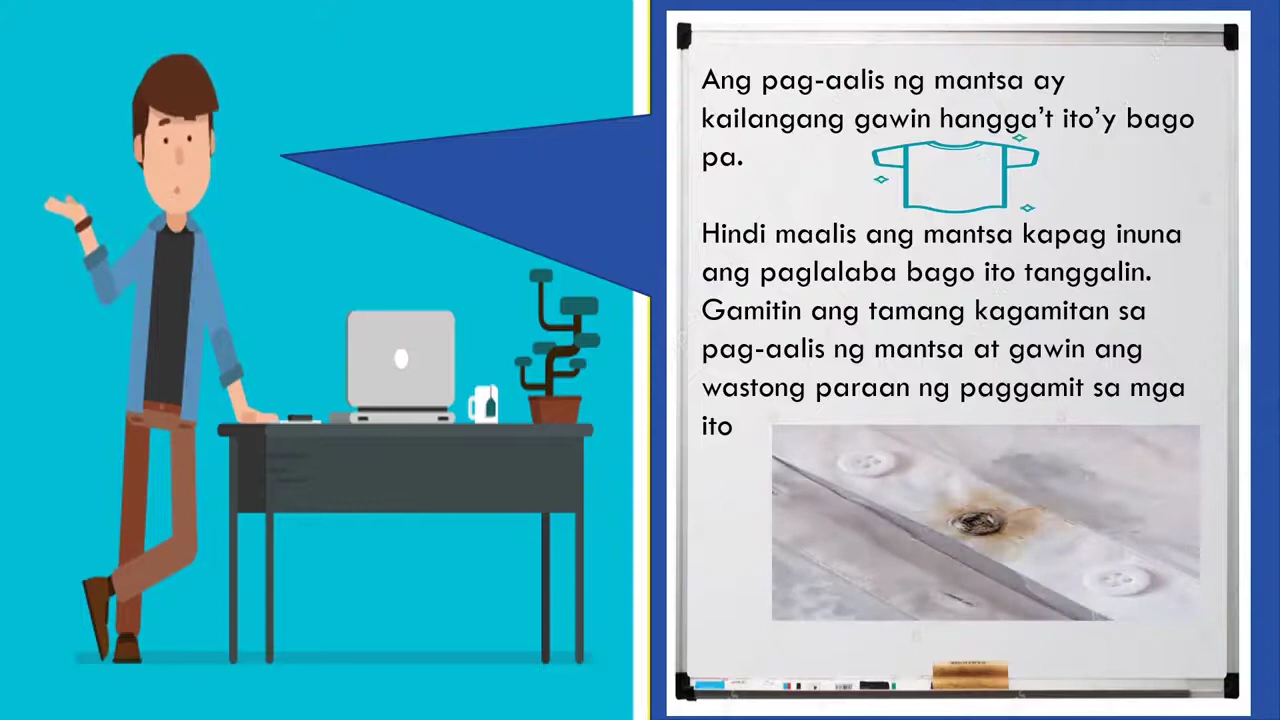 Ang pag-aalis ng mantsa ay
kailangang gawin hangga’t ito’y bago
pa.
Hindi maalis ang mantsa kapag inuna
ang paglalaba bago ito tanggalin.
Gamitin ang tamang kagamitan sa
pag-aalis ng mantsa at gawin ang
wastong paraan ng paggamit sa mga
ito